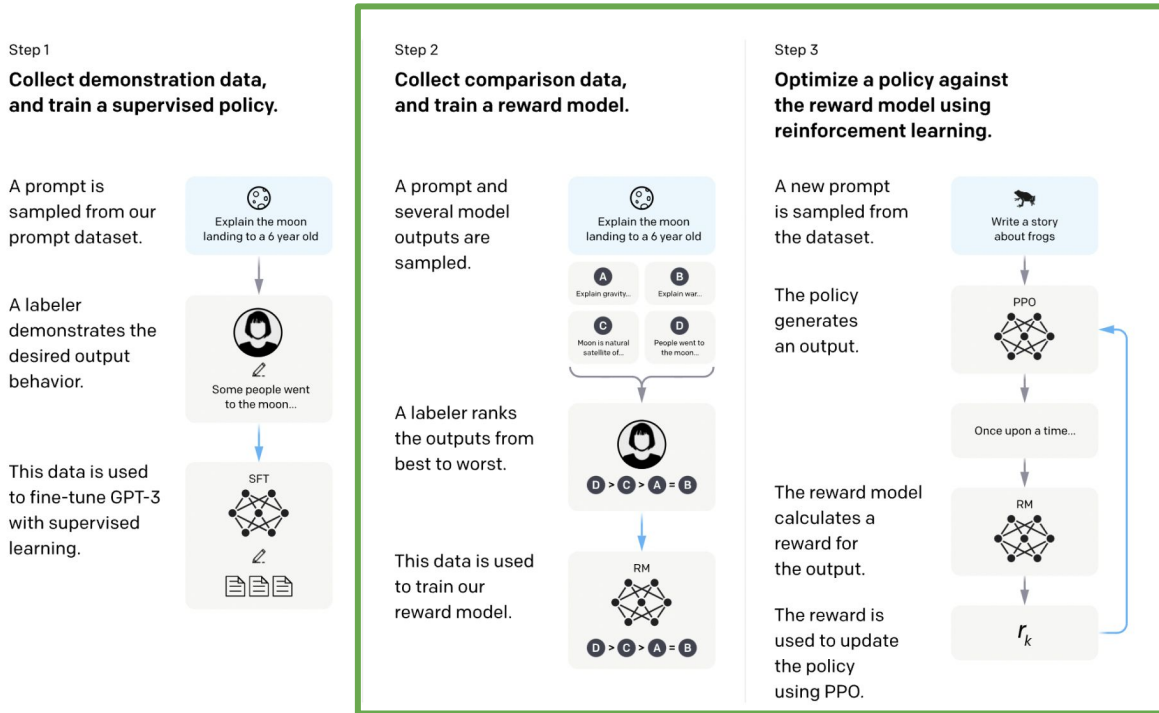 Step 1
Collect demonstration data,
and train a supervised policy.
A prompt is
sampled from our
prompt dataset.
Explain the moon
landing to a 6 year old
A labeler
demonstrates the
desired output
behavior.
Some people went
to the moon...
This data is used
to fine-tune GPT-3
with supervised
learning.
SFT
Step 2
Collect comparison data,
and train a reward model.
A prompt and
several model
outputs are
sampled.
Explain the moon
landing to a 6 year old
A
Explain gravity...
B
Explain war...
C
Moon is natural
satellite of...
D
People went to
the moon...
A labeler ranks
the outputs from
best to worst.
D > C > A = B
This data is used
to train our
reward model.
RM
D > C > A = B
Step 3
Optimize a policy against
the reward model using
reinforcement learning.
A new prompt
is sampled from
the dataset.
Write a story
about frogs
The policy
generates
an output.
PPO
Once upon a time...
The reward model
calculates a
reward for
the output.
RM
The reward is
used to update
the policy
using PPO.
r_k